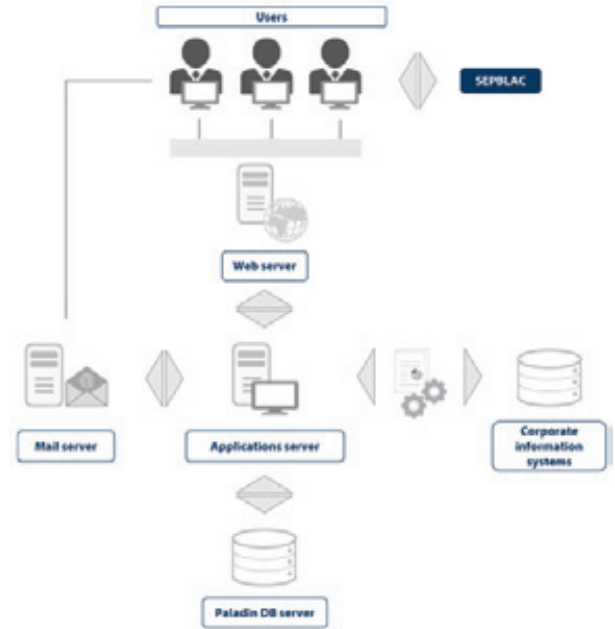 Users
SEPBLAC
Web server
Mail server
Applications server
Corporate
information
systems
Paladin DB server